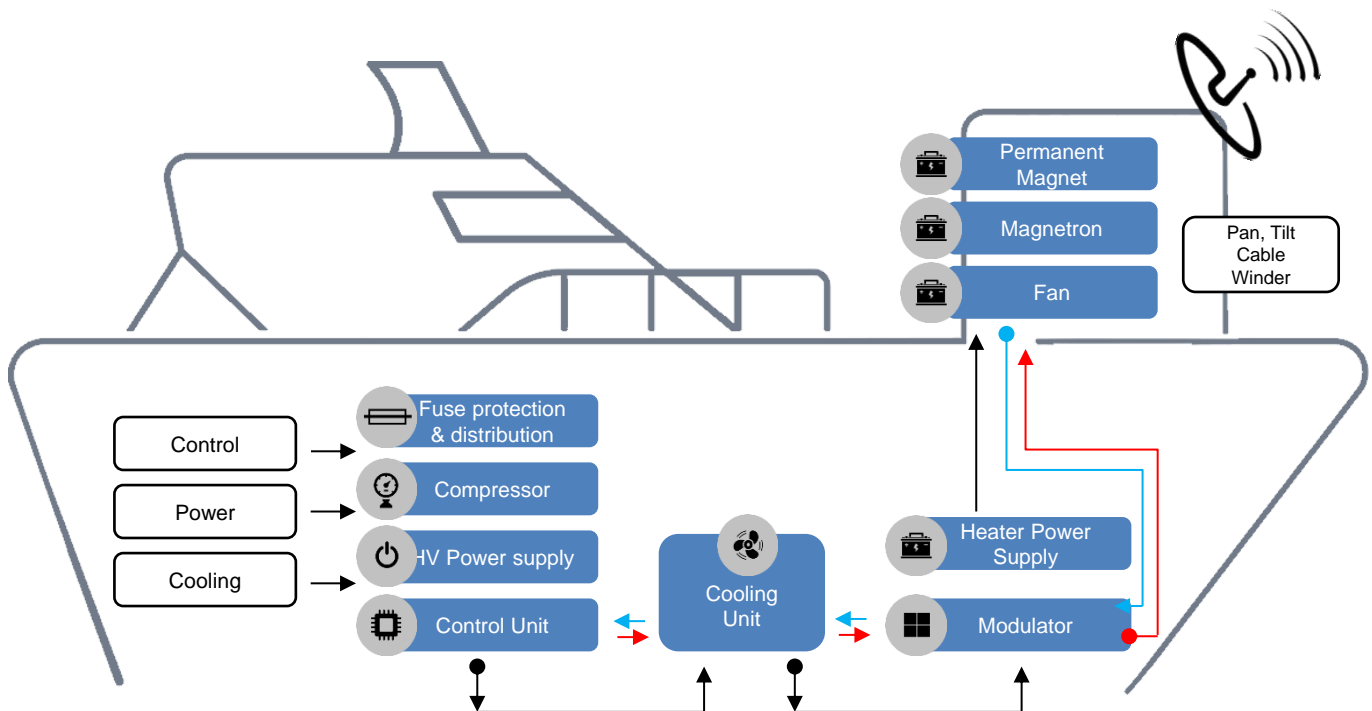 Permanent
Magnet
Magnetron
Fan
Pan, Tilt
Cable
Winder
Control
Power
Cooling
Fuse protection
& distribution
Compressor
HV Power supply
Control Unit
Cooling
Unit
Heater Power
Supply
Modulator